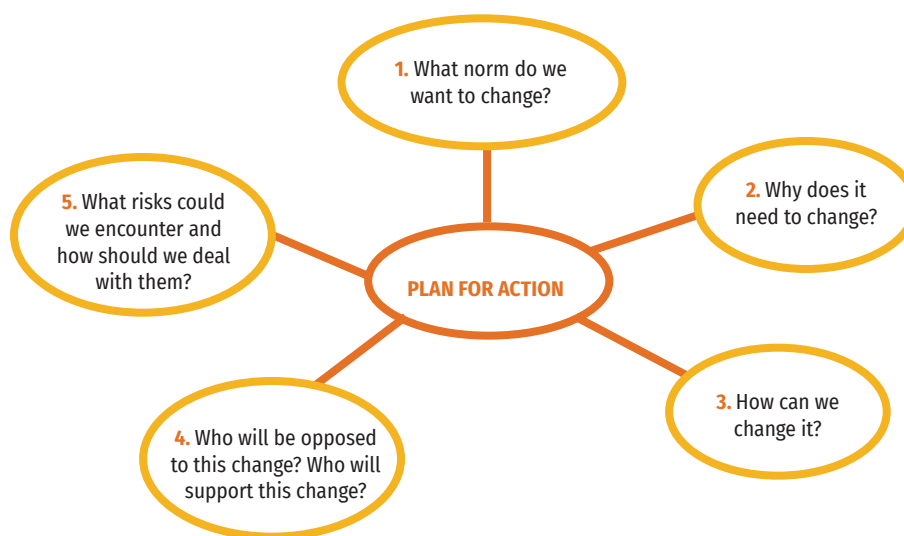 1. What norm do we
want to change?
2. Why does it
need to change?
3. How can we
change it?
4. Who will be opposed
to this change? Who will
support this change?
5. What risks could
we encounter and
how should we deal
with them?
PLAN FOR ACTION